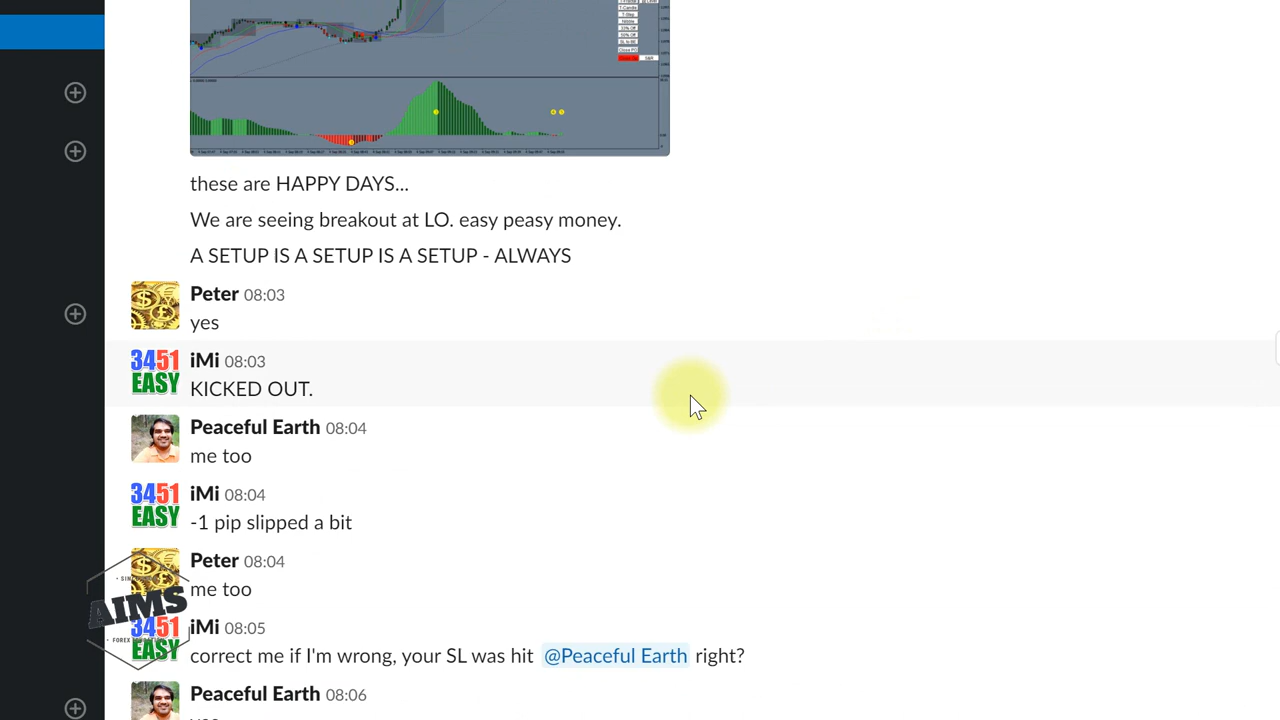 these are HAPPY DAYS...
We are seeing breakout at LO. easy peasy money.
A SETUP IS A SETUP IS A SETUP - ALWAYS
Peter 08:03
yes
3451 EASY
iMi 08:03
KICKED OUT.
Peaceful Earth 08:04
me too
3451 EASY
iMi 08:04
-1 pip slipped a bit
Peter 08:04
me too
AIMS
3451 EASY
iMi 08:05
correct me if I'm wrong, your SL was hit @Peaceful Earth right?
Peaceful Earth 08:06